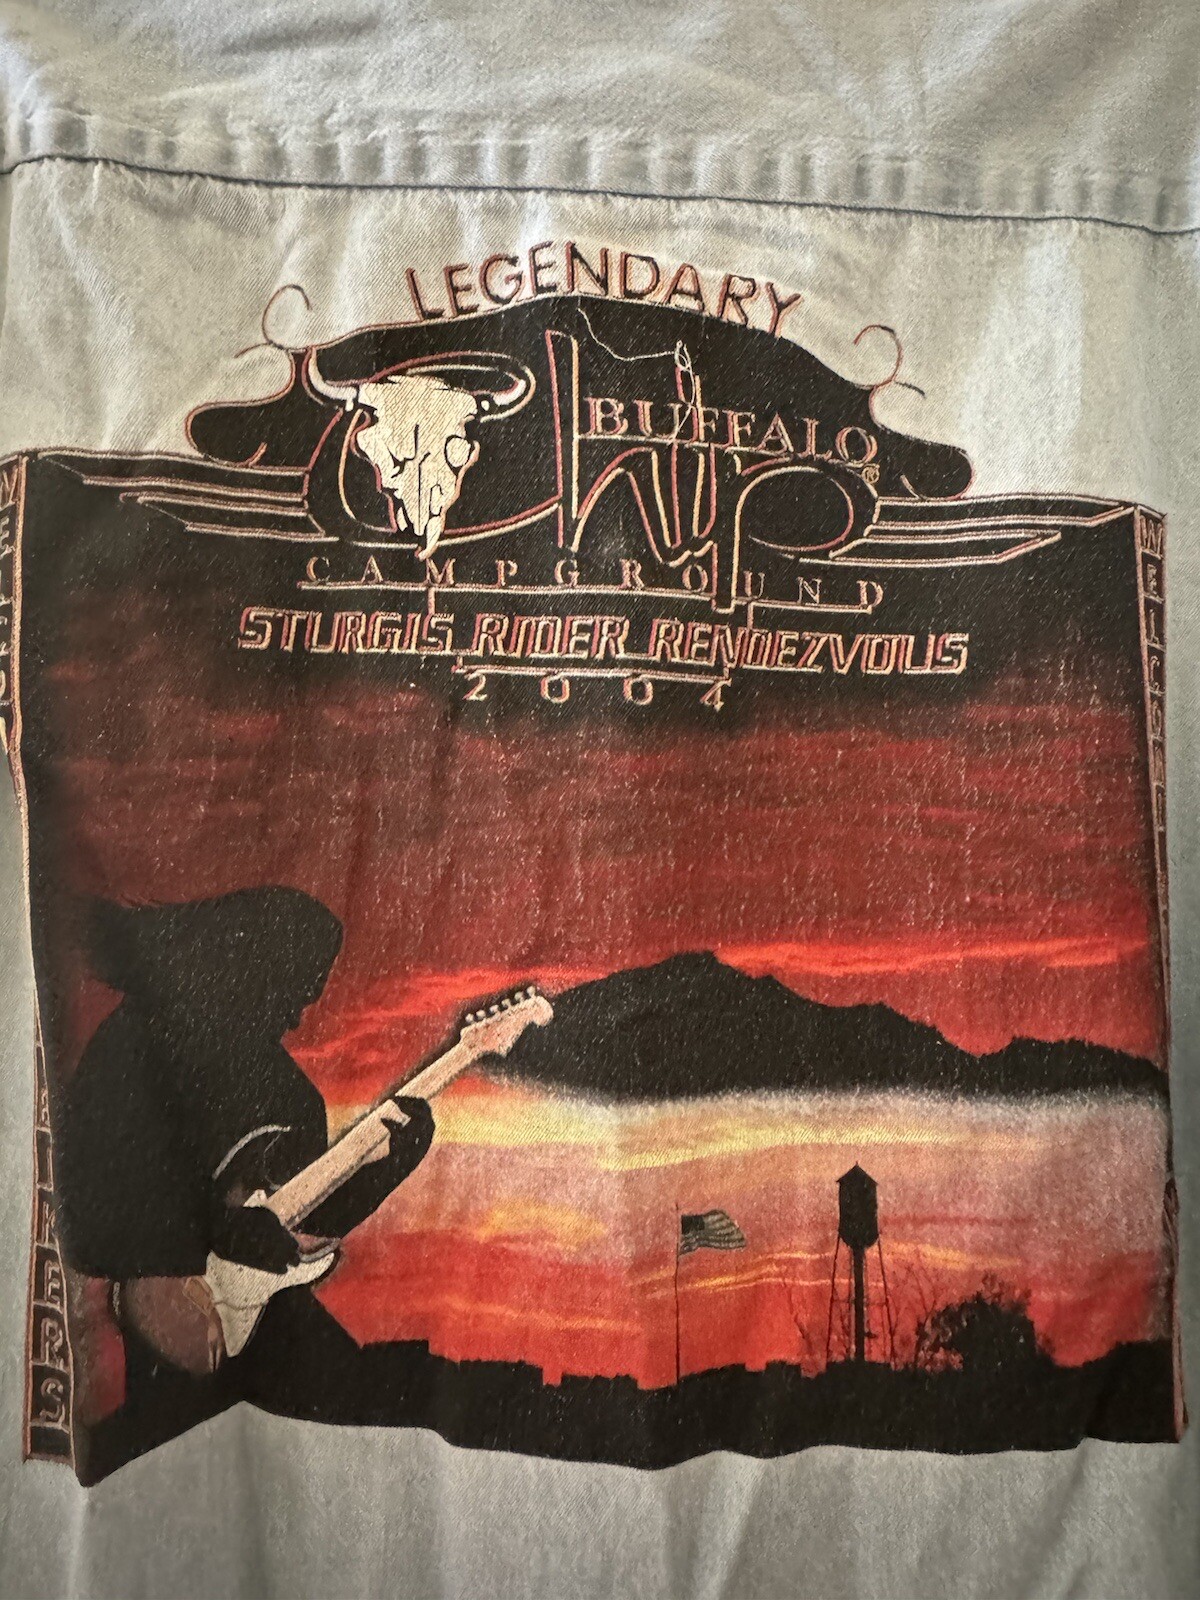 LEGENDARY
BUFFALO
Chip®
CAMPGROUND
STURGIS RIDER RENDEZVOUS
2004